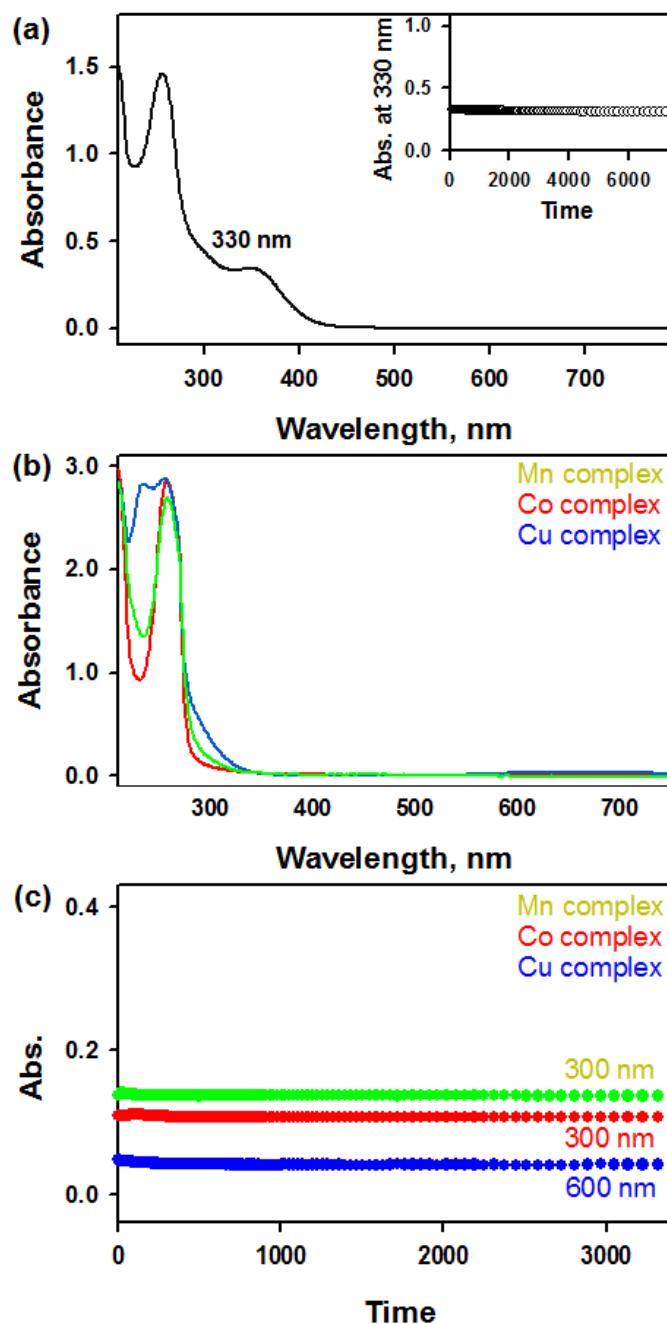 (a)
1.5
1.0
0.5
0.0
Absorbance
330 nm
300 400 500 600 700
Wavelength, nm
1.0
0.5
0.0
Abs. at 330 nm
0 2000 4000 6000
Time
(b)
3.0
2.0
1.0
0.0
Absorbance
Mn complex
Co complex
Cu complex
300 400 500 600 700
Wavelength, nm
(c)
0.4
0.2
0.0
Abs.
Mn complex
Co complex
Cu complex
300 nm
300 nm
600 nm
0 1000 2000 3000
Time